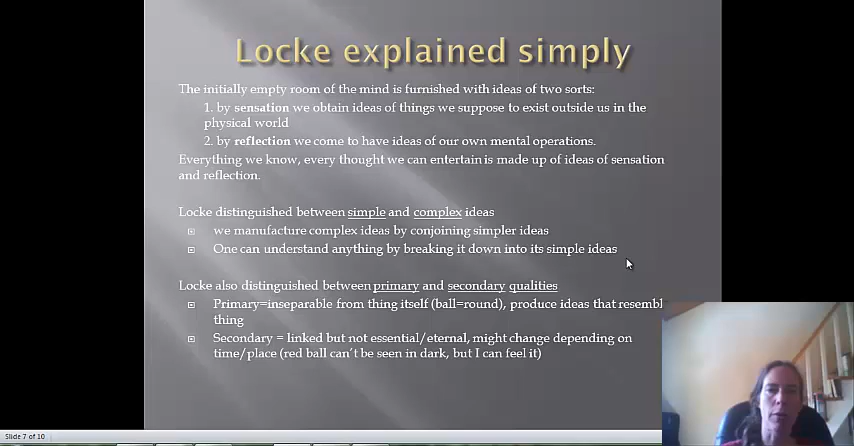 Locke explained simply
The initially empty room of the mind is furnished with ideas of two sorts:
1. by sensation we obtain ideas of things we suppose to exist outside us in the
physical world
2. by reflection we come to have ideas of our own mental operations.
Everything we know, every thought we can entertain is made up of ideas of sensation
and reflection.
Locke distinguished between simple and complex ideas
we manufacture complex ideas by conjoining simpler ideas
One can understand anything by breaking it down into its simple ideas
Locke also distinguished between primary and secondary qualities
Primary=inseparable from thing itself (ball=round), produce ideas that resembl
thing
Secondary = linked but not essential/eternal, might change depending on
time/place (red ball can't be seen in dark, but I can feel it)
Slide 7 of 10